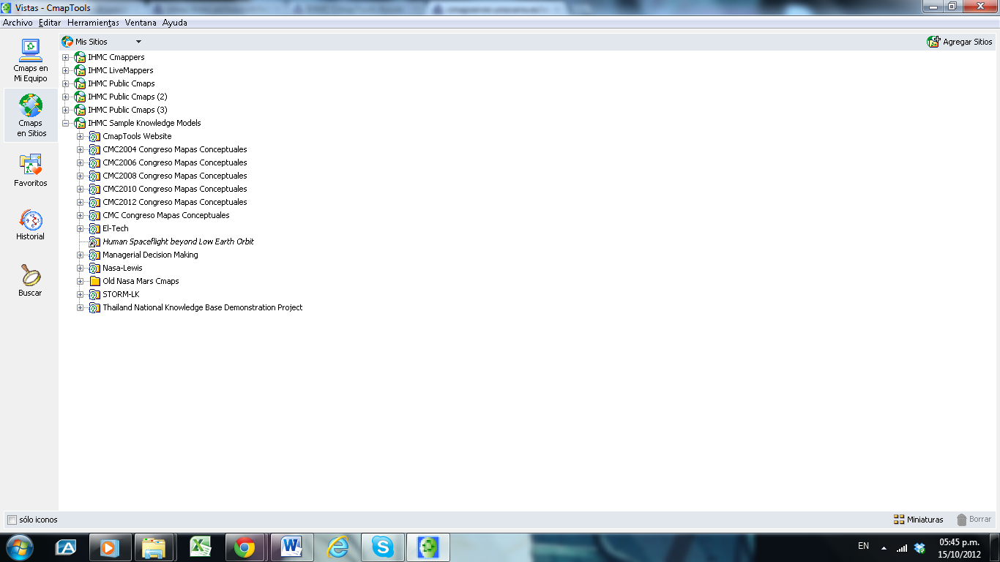 Vistas - CmapTools
Archivo Editar Herramientas Ventana Ayuda
Mis Sitios
Agregar Sitios
Cmaps en
Mi Equipo
Cmaps
en Sitios
Favoritos
Historial
Buscar
IHMC Cmappers
IHMC LiveMappers
IHMC Public Cmaps
IHMC Public Cmaps (2)
IHMC Public Cmaps (3)
IHMC Sample Knowledge Models
CmapTools Website
CMC2004 Congreso Mapas Conceptuales
CMC2006 Congreso Mapas Conceptuales
CMC2008 Congreso Mapas Conceptuales
CMC2010 Congreso Mapas Conceptuales
CMC2012 Congreso Mapas Conceptuales
CMC Congreso Mapas Conceptuales
El-Tech
Human Spaceflight beyond Low Earth Orbit
Managerial Decision Making
Nasa-Lewis
Old Nasa Mars Cmaps
STORM-LK
Thailand National Knowledge Base Demonstration Project
sólo iconos
Miniaturas
Borrar
EN
05:45 p.m.
15/10/2012